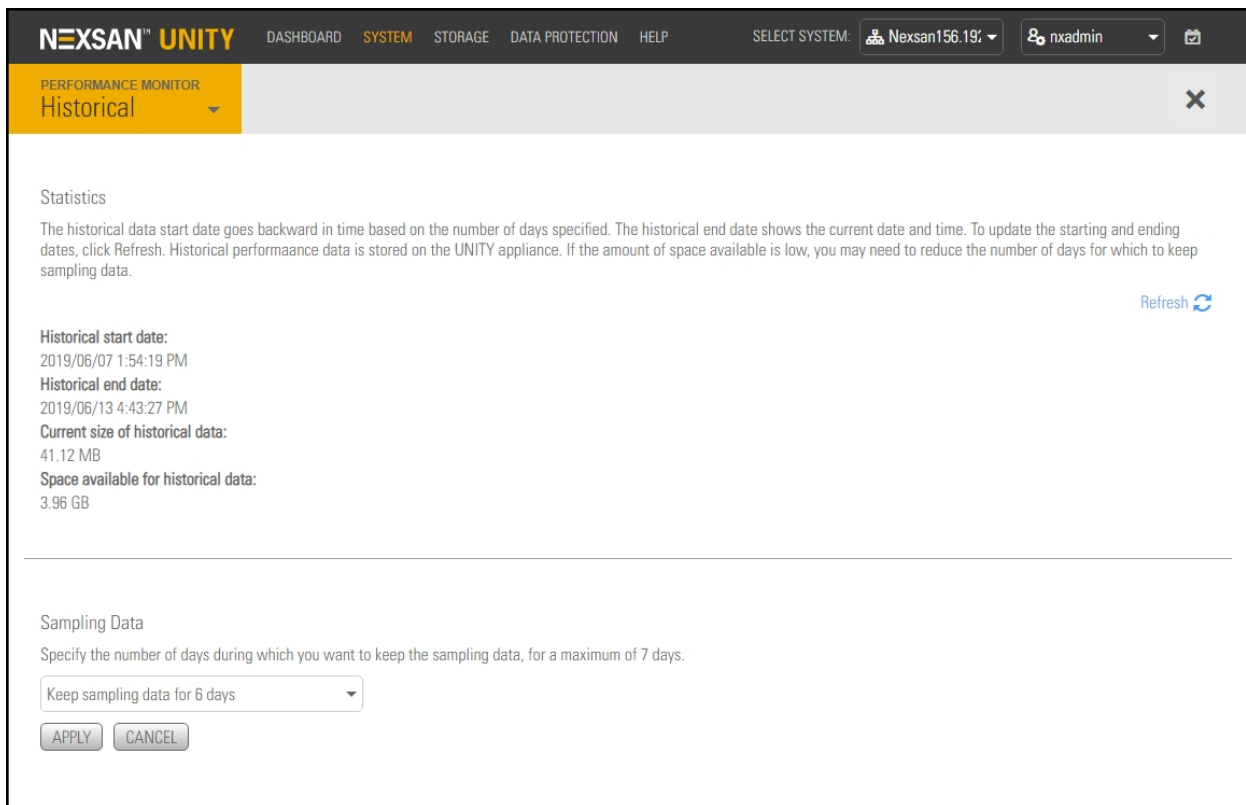 NEXSAN™ UNITY DASHBOARD SYSTEM STORAGE DATA PROTECTION HELP SELECT SYSTEM: Nexsan156.192 nxadmin
PERFORMANCE MONITOR
Historical
Statistics
The historical data start date goes backward in time based on the number of days specified. The historical end date shows the current date and time. To update the starting and ending
dates, click Refresh. Historical performaance data is stored on the UNITY appliance. If the amount of space available is low, you may need to reduce the number of days for which to keep
sampling data.
Refresh
Historical start date:
2019/06/07 1:54:19 PM
Historical end date:
2019/06/13 4:43:27 PM
Current size of historical data:
41.12 MB
Space available for historical data:
3.96 GB
Sampling Data
Specify the number of days during which you want to keep the sampling data, for a maximum of 7 days.
Keep sampling data for 6 days
APPLY CANCEL